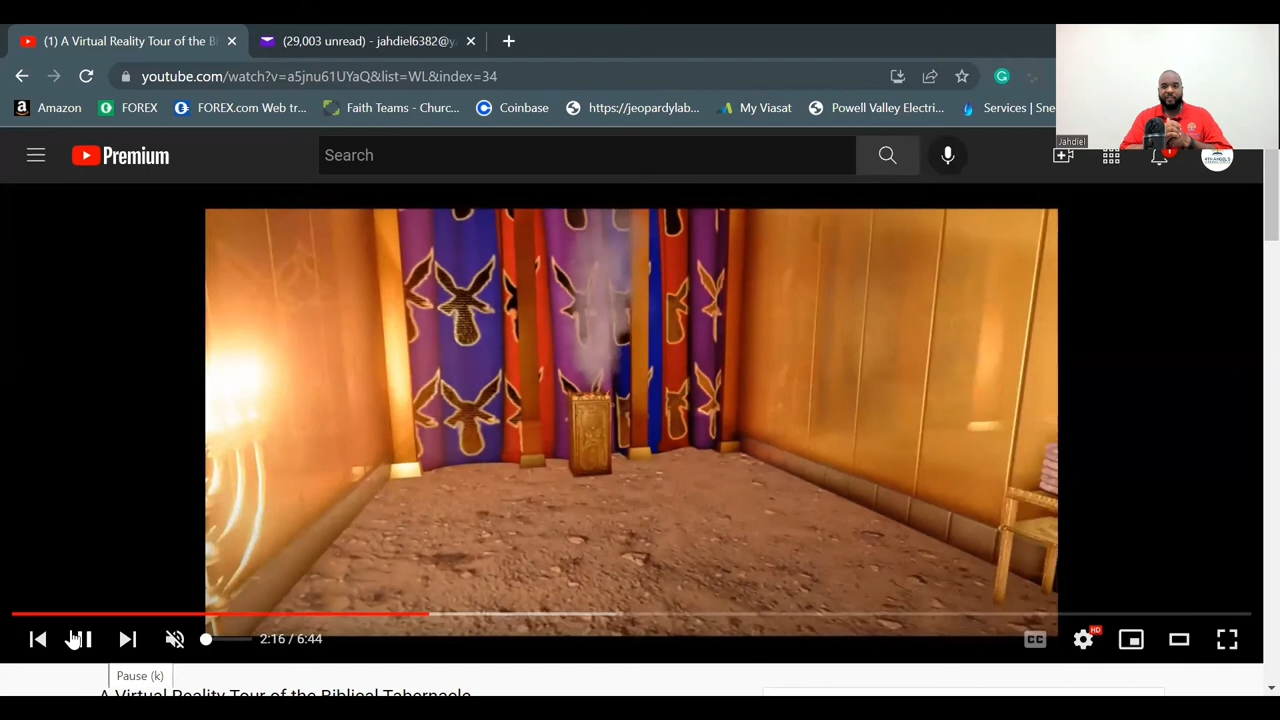 (1) A Virtual Reality Tour of the Bi
(29,003 unread) - jahdiel6382@y
youtube.com/watch?v=a5jnu61UYaQ&list=WL&index=34
Amazon FOREX FOREX.com Web tr... Faith Teams - Churc... Coinbase https://jeopardylab... My Viasat Powell Valley Electri... Services | Sne
Jahdiel
Premium
Search
2:16 / 6:44
CC
HD
Pause (k)
A Virtual Reality Tour of the Biblical Tabernacle